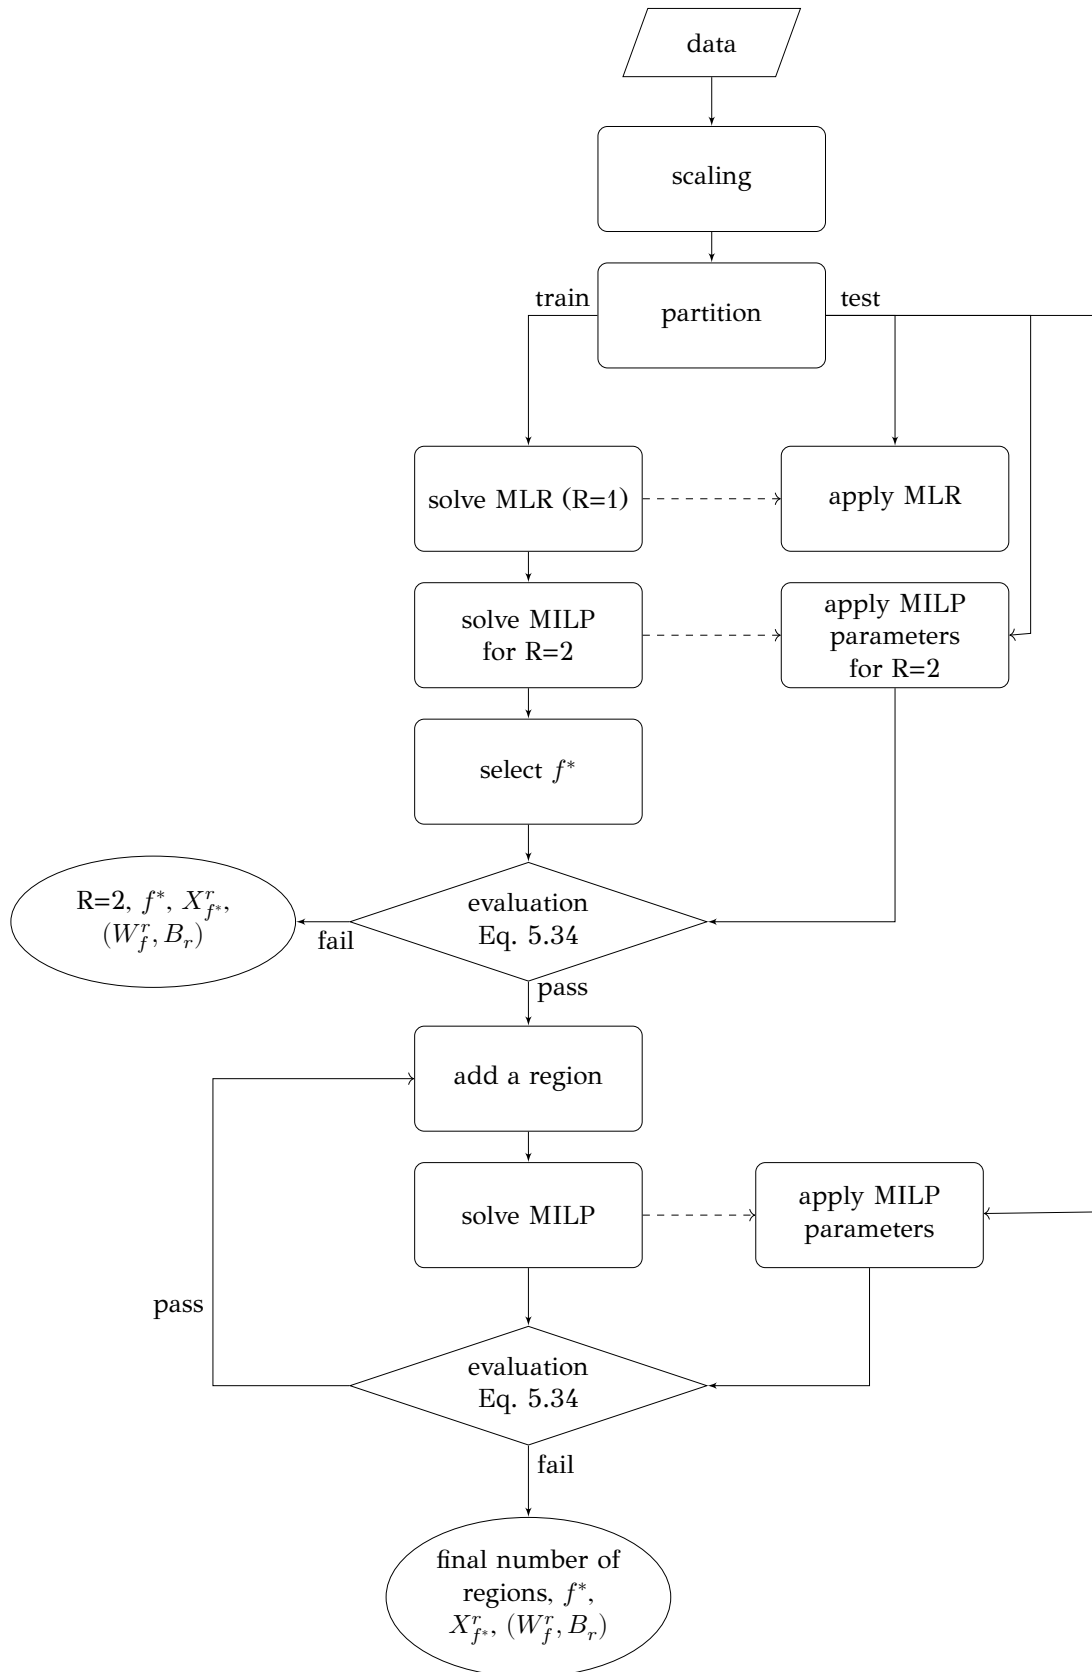 data
scaling
train
test
partition
solve MLR (R=1)
apply MLR
solve MILP
for R=2
apply MILP
parameters
for R=2
select $f^*$
R=2, $f^*$, $X^r_{f^*}$,
$(W^r_f, B_r)$
fail
evaluation
Eq. 5.34
pass
add a region
solve MILP
apply MILP
parameters
pass
evaluation
Eq. 5.34
fail
final number of
regions, $f^*$,
$X^r_{f^*}$, $(W^r_f, B_r)$